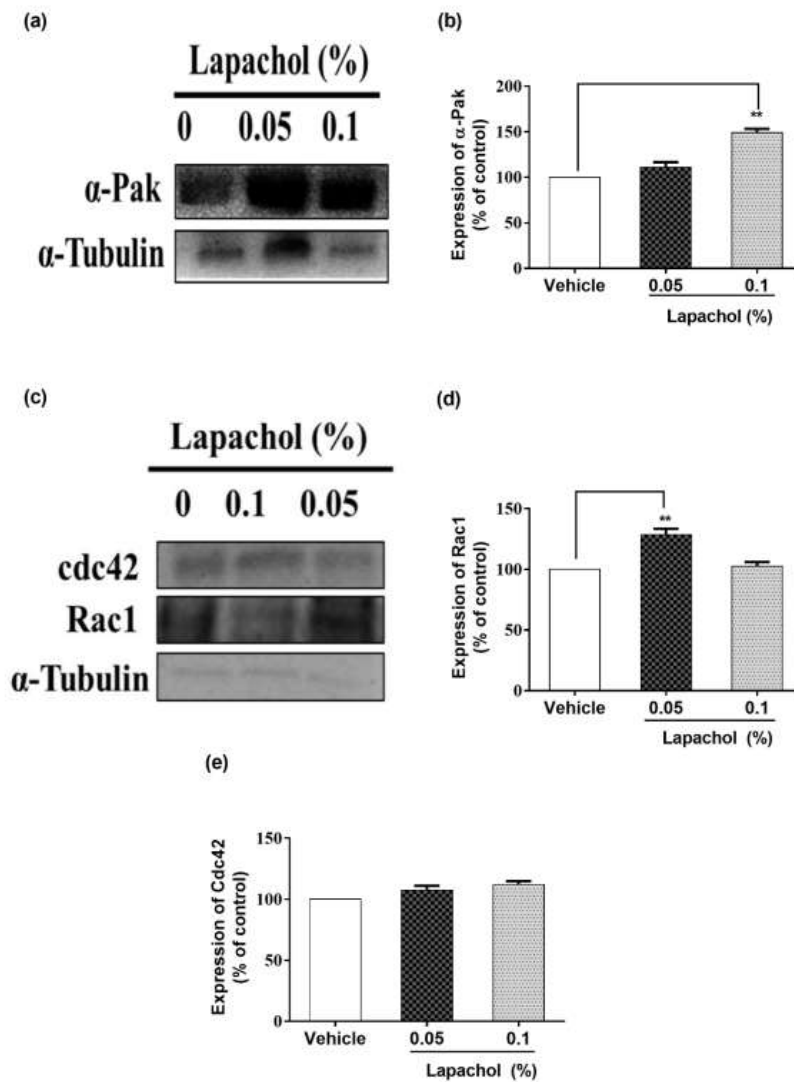 (a)
Lapachol (%)
0 0.05 0.1
α-Pak
α-Tubulin
(b)
Expression of α-Pak
(% of control)
200
150
100
50
0
**
Vehicle 0.05 0.1
Lapachol (%)
(c)
Lapachol (%)
0 0.1 0.05
cdc42
Rac1
α-Tubulin
(d)
Expression of Rac1
(% of control)
150
100
50
0
**
Vehicle 0.05 0.1
Lapachol (%)
(e)
Expression of Cdc42
(% of control)
150
100
50
0
Vehicle 0.05 0.1
Lapachol (%)